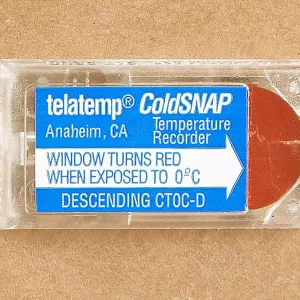 telatemp® ColdSNAP
Anaheim, CA Temperature Recorder
WINDOW TURNS RED
WHEN EXPOSED TO 0°C
DESCENDING CT0C-D